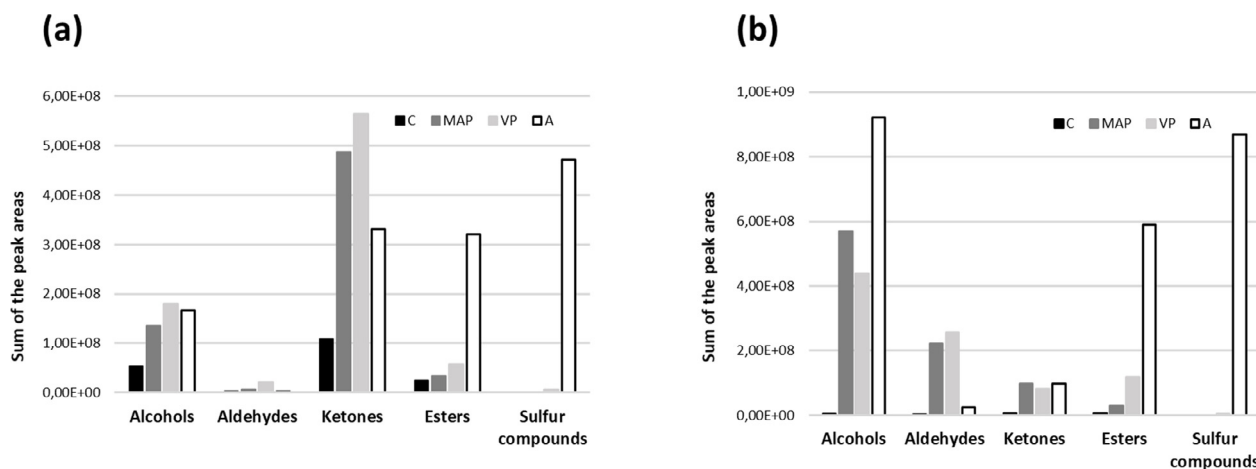 (a)
Sum of the peak areas
6,00E+08
5,00E+08
4,00E+08
3,00E+08
2,00E+08
1,00E+08
0,00E+00
C MAP VP A
Alcohols Aldehydes Ketones Esters Sulfur
compounds
(b)
Sum of the peak areas
1,00E+09
8,00E+08
6,00E+08
4,00E+08
2,00E+08
0,00E+00
C MAP VP A
Alcohols Aldehydes Ketones Esters Sulfur
compounds